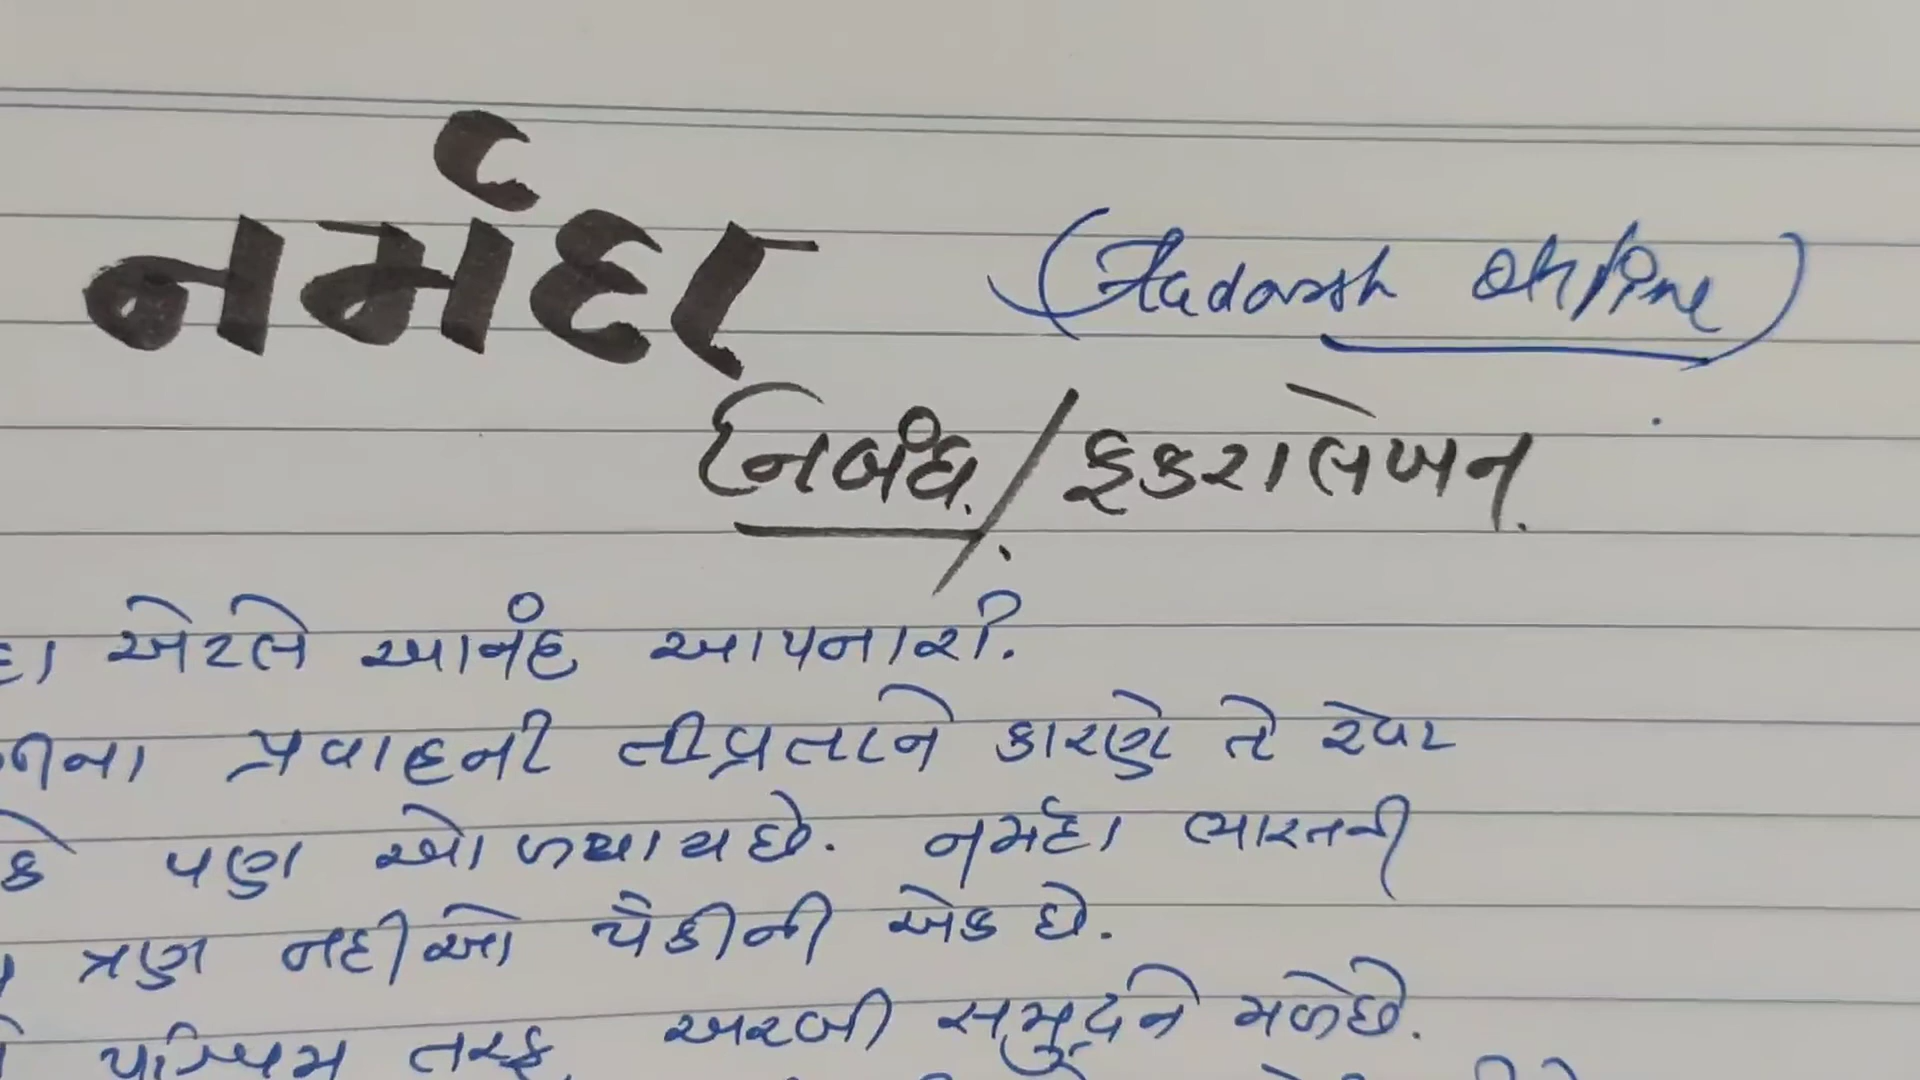 નર્મદા
(Aadarsh Online)
નિબંધ / ફકરાલેખન.
દા એટલે આનંદ આપનારી.
પ્રવાહની તીવ્રતાને કારણે તે રેવા
કે પણ ઓળખાય છે. નર્મદા ભારતની
ત્રણ નદીઓ પૈકીની એક છે.
પશ્ચિમ તરફ અરબી સમુદ્રને મળે છે.